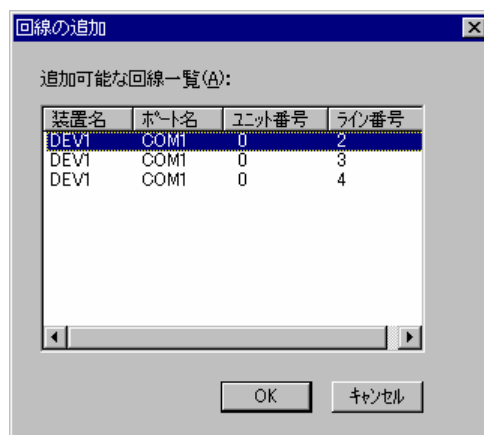 回線の追加
追加可能な回線一覧(A):
装置名 ポート名 ユニット番号 ライン番号
DEV1 COM1 0 2
DEV1 COM1 0 3
DEV1 COM1 0 4
OK キャンセル